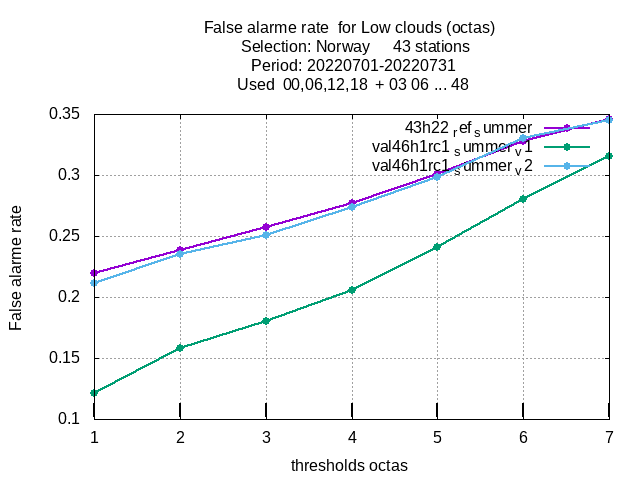 False alarme rate  for Low clouds (octas)
Selection: Norway     43 stations
Period: 20220701-20220731
Used  00,06,12,18  + 03 06 ... 48
0.35
0.3
0.25
0.2
0.15
0.1
False alarme rate
43h22_ref_summer
val46h1rc1_summer_v1
val46h1rc1_summer_v2
1 2 3 4 5 6 7
thresholds octas